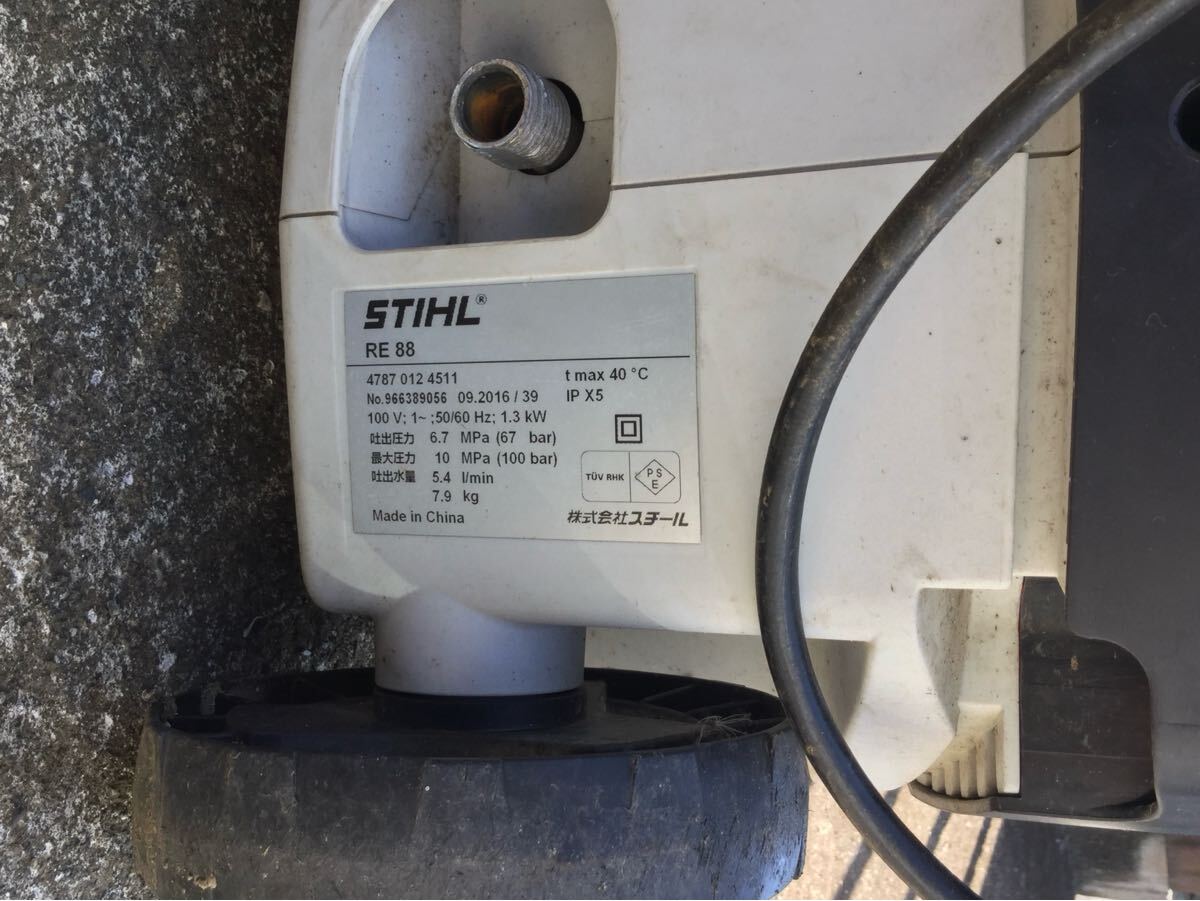 STIHL®
RE 88
4787 012 4511
t max 40 °C
No.966389056 09.2016 / 39
IP X5
100 V; 1~ ;50/60 Hz; 1.3 kW
吐出圧力 6.7 MPa (67 bar)
最大圧力 10 MPa (100 bar)
吐出水量 5.4 l/min
7.9 kg
TÜV RHK
PS
E
Made in China
株式会社スチール